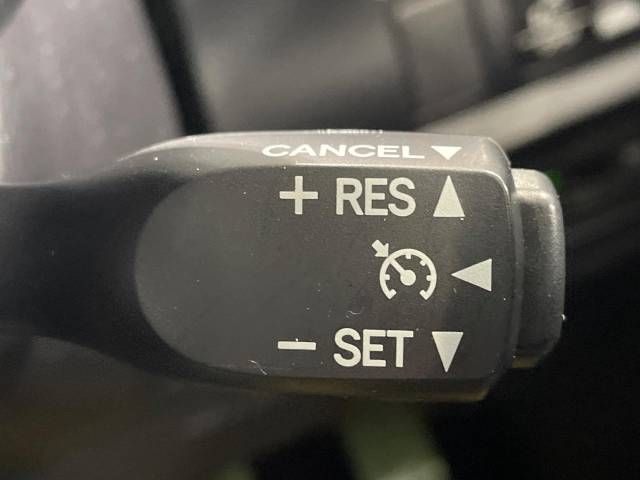 CANCEL ▼
+ RES ▲
◀
− SET ▼